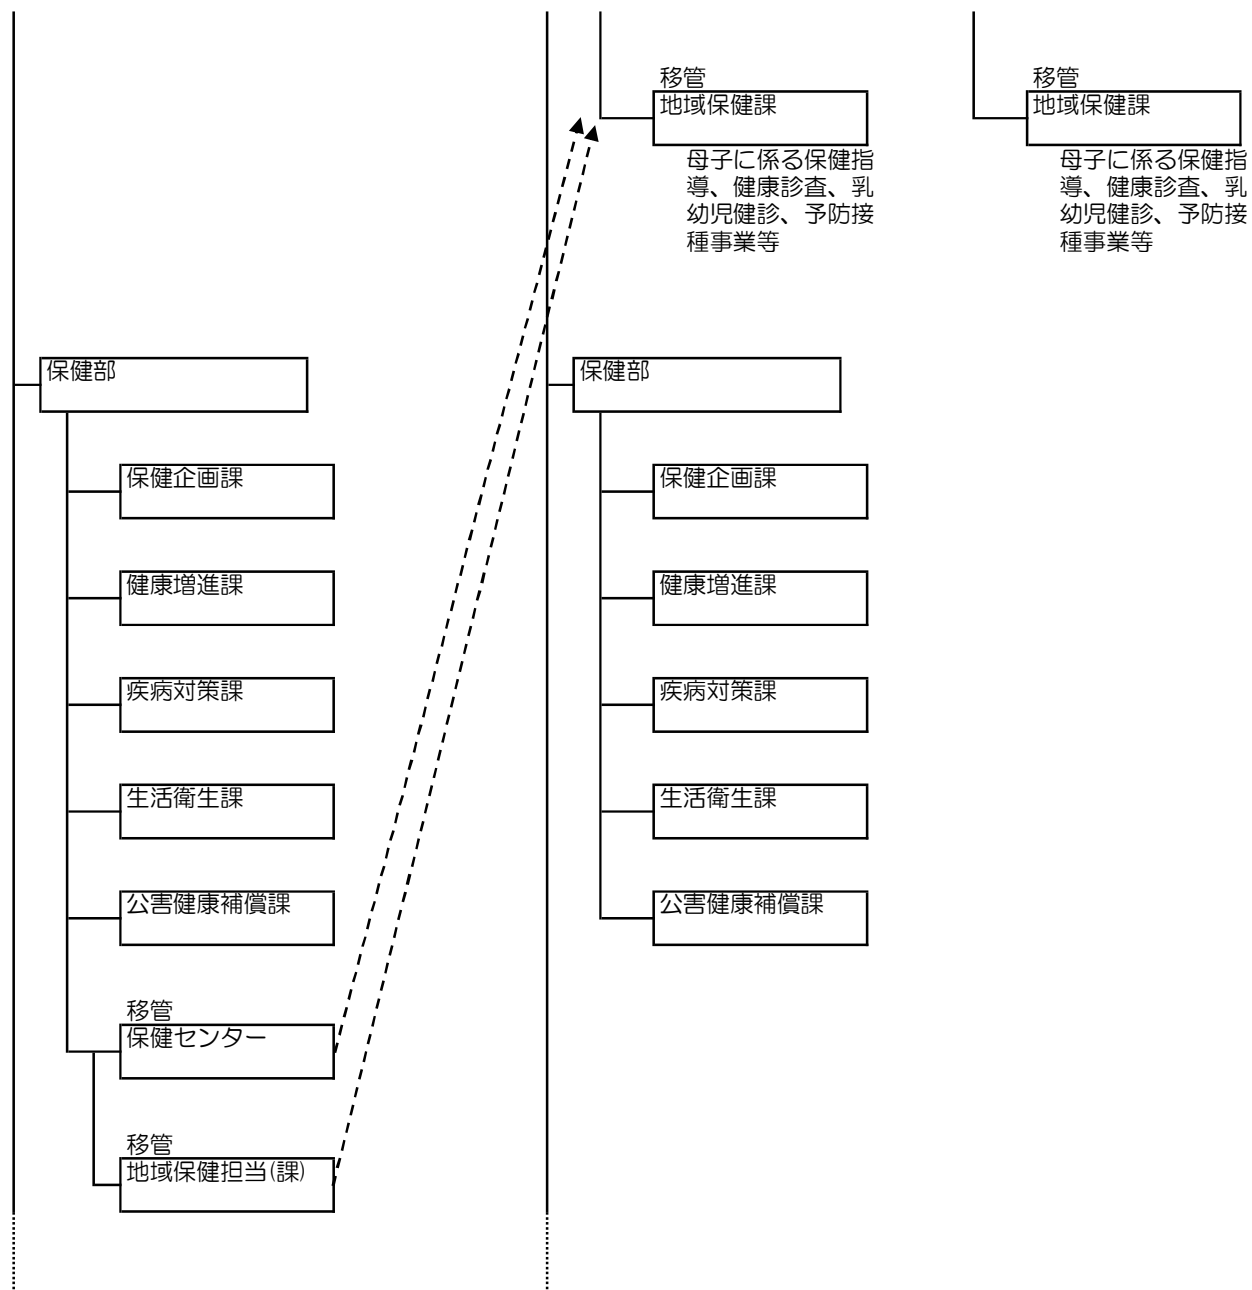 移管
地域保健課
母子に係る保健指
導、健康診査、乳
幼児健診、予防接
種事業等
移管
地域保健課
母子に係る保健指
導、健康診査、乳
幼児健診、予防接
種事業等
保健部
保健企画課
健康増進課
疾病対策課
生活衛生課
公害健康補償課
移管
保健センター
移管
地域保健担当(課)
保健部
保健企画課
健康増進課
疾病対策課
生活衛生課
公害健康補償課